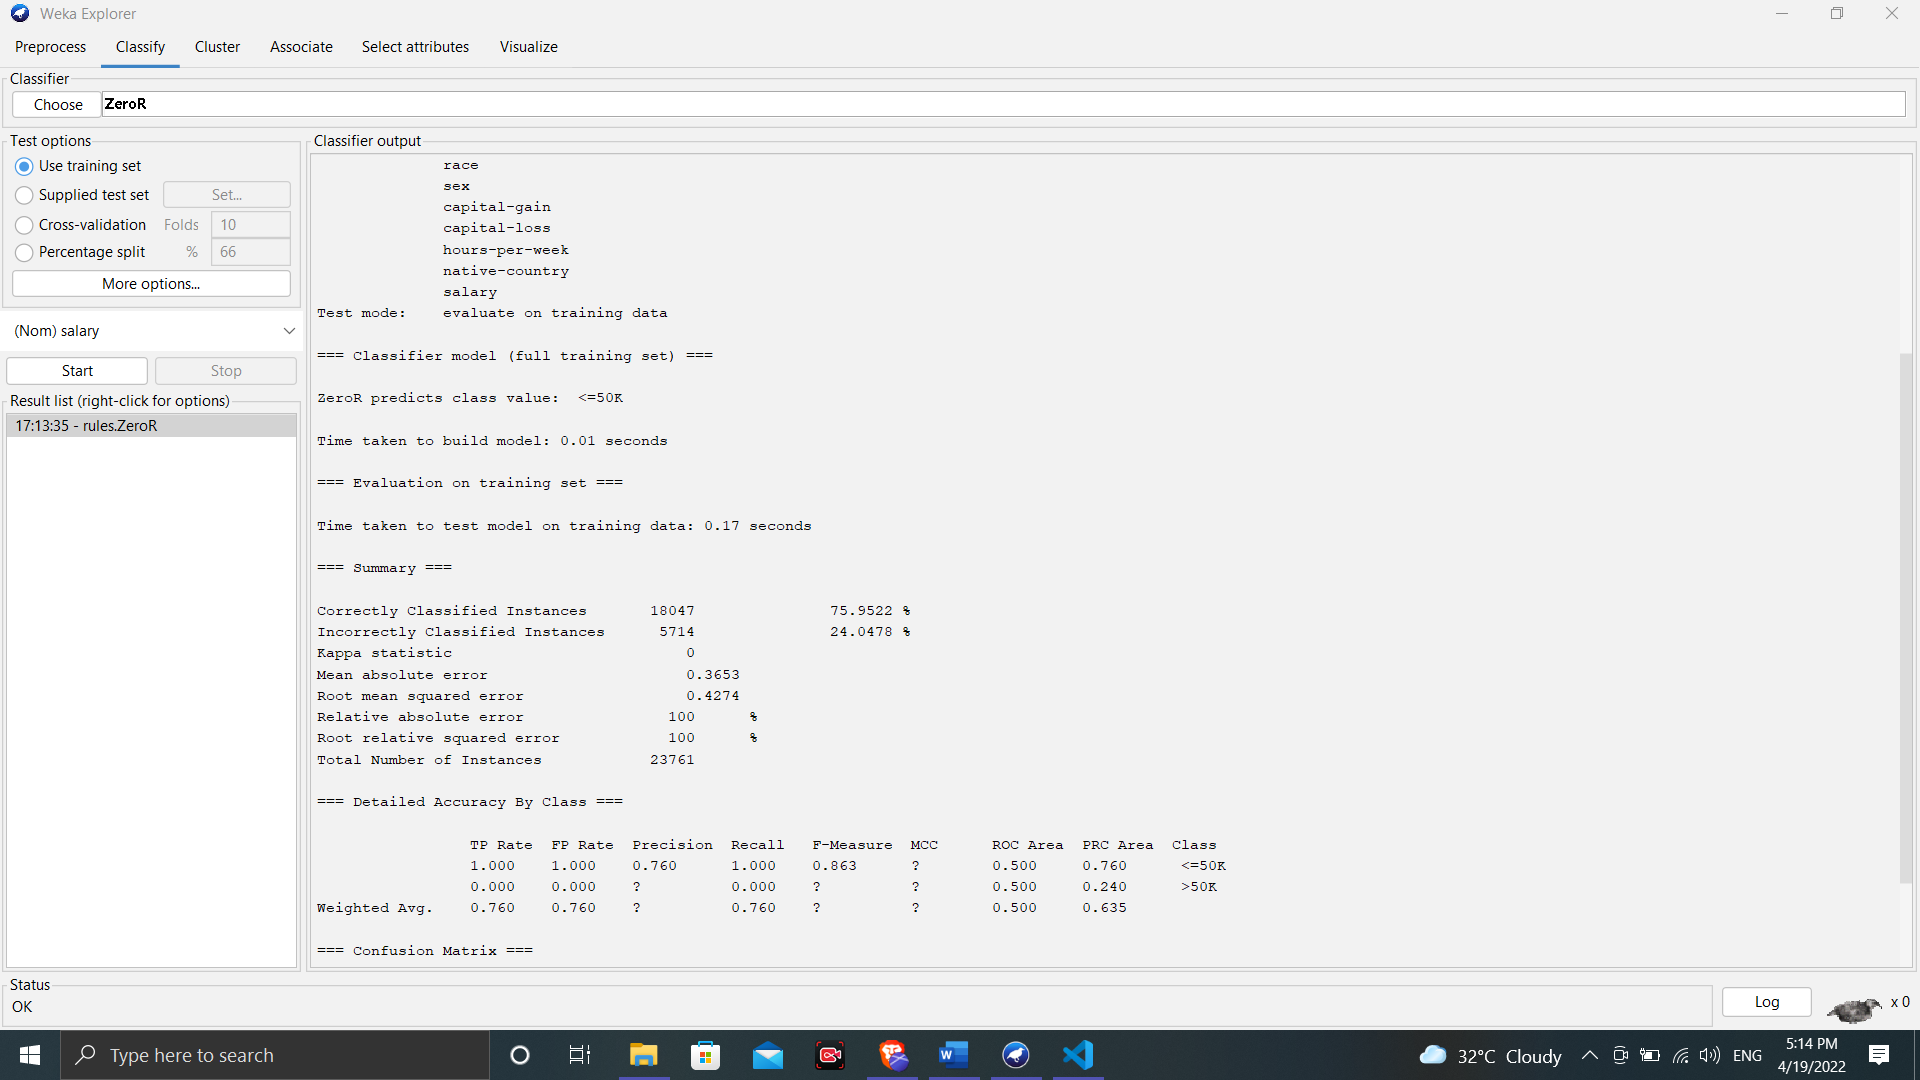 Weka Explorer
Preprocess Classify Cluster Associate Select attributes Visualize
Classifier
Choose ZeroR
Test options
Use training set
Supplied test set Set...
Cross-validation Folds 10
Percentage split % 66
More options...
(Nom) salary
Start Stop
Result list (right-click for options)
17:13:35 - rules.ZeroR
Classifier output
race
sex
capital-gain
capital-loss
hours-per-week
native-country
salary
Test mode: evaluate on training data
=== Classifier model (full training set) ===
ZeroR predicts class value: <=50K
Time taken to build model: 0.01 seconds
=== Evaluation on training set ===
Time taken to test model on training data: 0.17 seconds
=== Summary ===
Correctly Classified Instances 18047 75.9522 %
Incorrectly Classified Instances 5714 24.0478 %
Kappa statistic 0
Mean absolute error 0.3653
Root mean squared error 0.4274
Relative absolute error 100 %
Root relative squared error 100 %
Total Number of Instances 23761
=== Detailed Accuracy By Class ===
TP Rate FP Rate Precision Recall F-Measure MCC ROC Area PRC Area Class
1.000 1.000 0.760 1.000 0.863 ? 0.500 0.760 <=50K
0.000 0.000 ? 0.000 ? ? 0.500 0.240 >50K
Weighted Avg. 0.760 0.760 ? 0.760 ? ? 0.500 0.635
=== Confusion Matrix ===
Status
OK
Log x 0
Type here to search
32°C Cloudy ENG
5:14 PM
4/19/2022